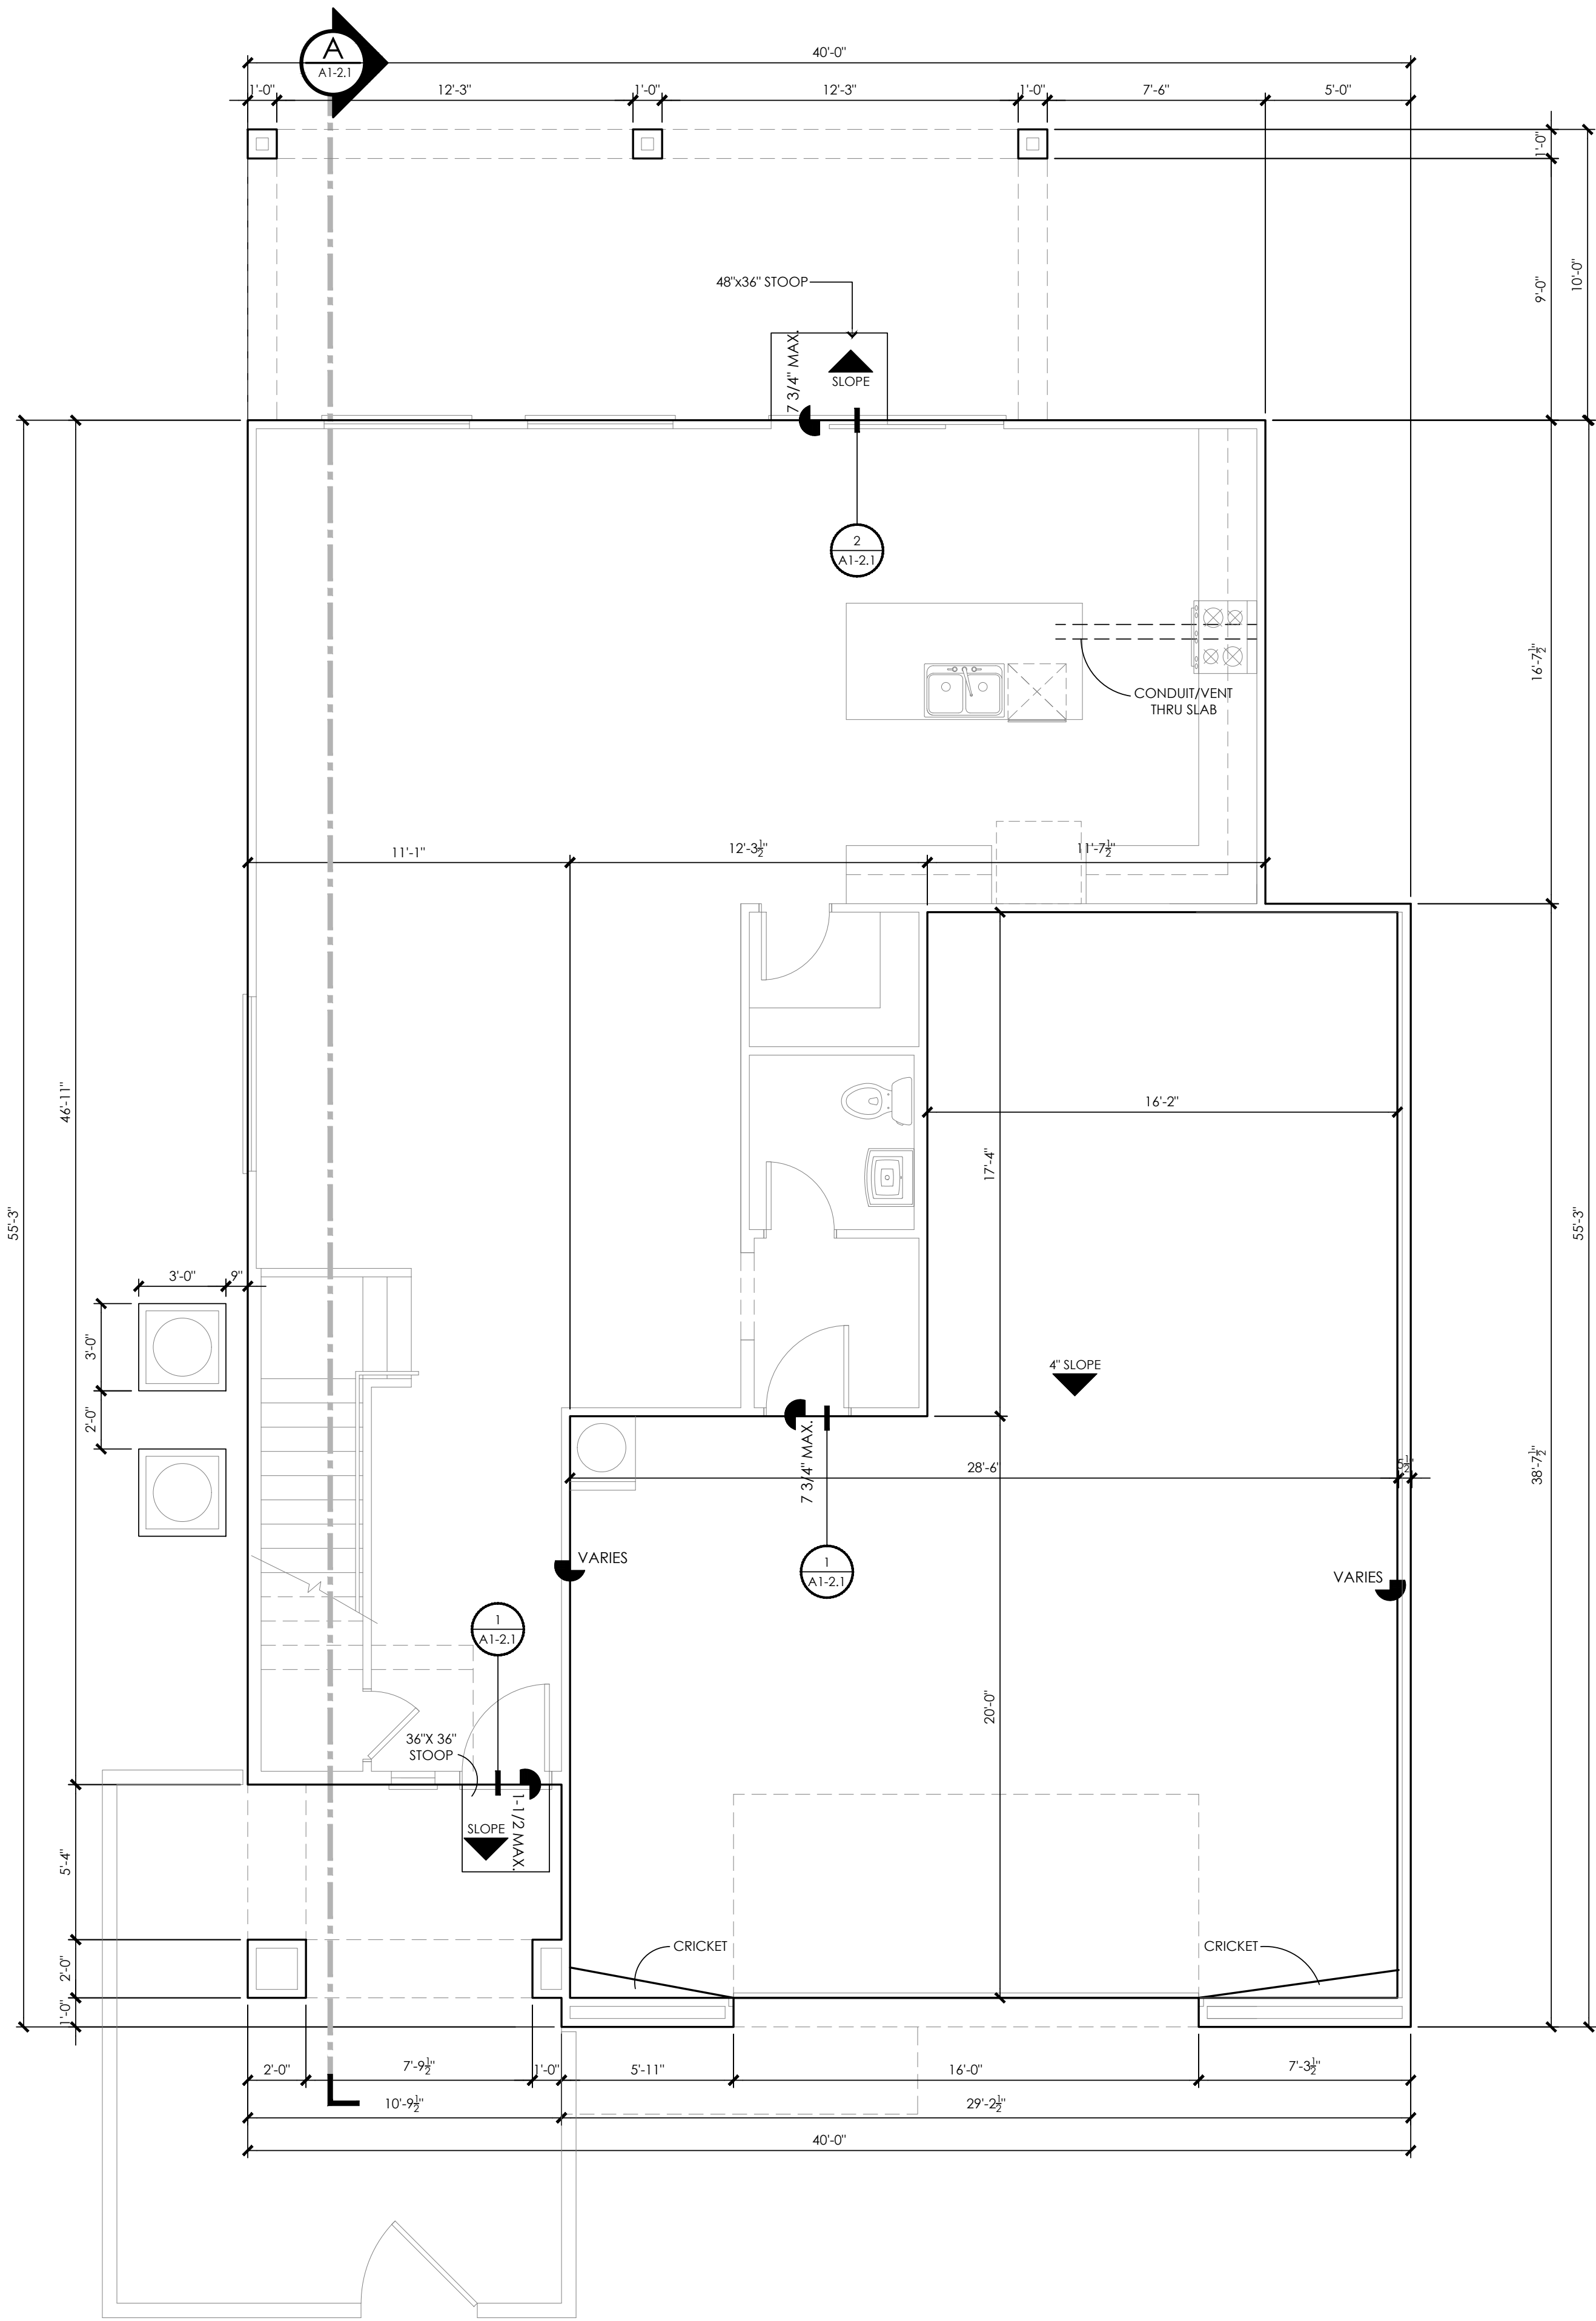 A
A1-2.1
40'-0"
1'-0"
12'-3"
1'-0"
12'-3"
1'-0"
7'-6"
5'-0"
1'-0"
9'-0"
10'-0"
48"x36" STOOP
7 3/4" MAX.
SLOPE
2
A1-2.1
CONDUIT/VENT
THRU SLAB
16'-7½"
11'-1"
12'-3½"
11'-7½"
46'-11"
55'-3"
16'-2"
17'-4"
55'-3"
3'-0"
9"
3'-0"
2'-0"
4" SLOPE
7 3/4" MAX.
28'-6"
5½"
38'-7½"
VARIES
1
A1-2.1
VARIES
1
A1-2.1
36"X 36"
STOOP
20'-0"
SLOPE
1-1/2 MAX.
5'-4"
CRICKET
CRICKET
2'-0"
1'-0"
2'-0"
7'-9½"
1'-0"
5'-11"
16'-0"
7'-3½"
10'-9½"
29'-2½"
40'-0"